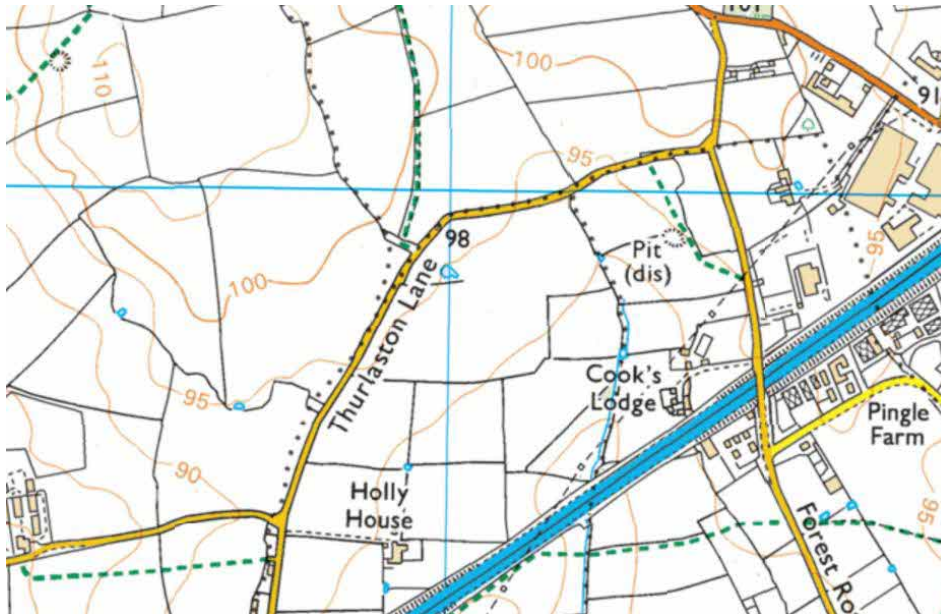 107
91
110
100
95
98
Pit
(dis)
95
100
Thurlaston Lane
95
Cook's
Lodge
Pingle
Farm
90
Holly
House
Forest Ro